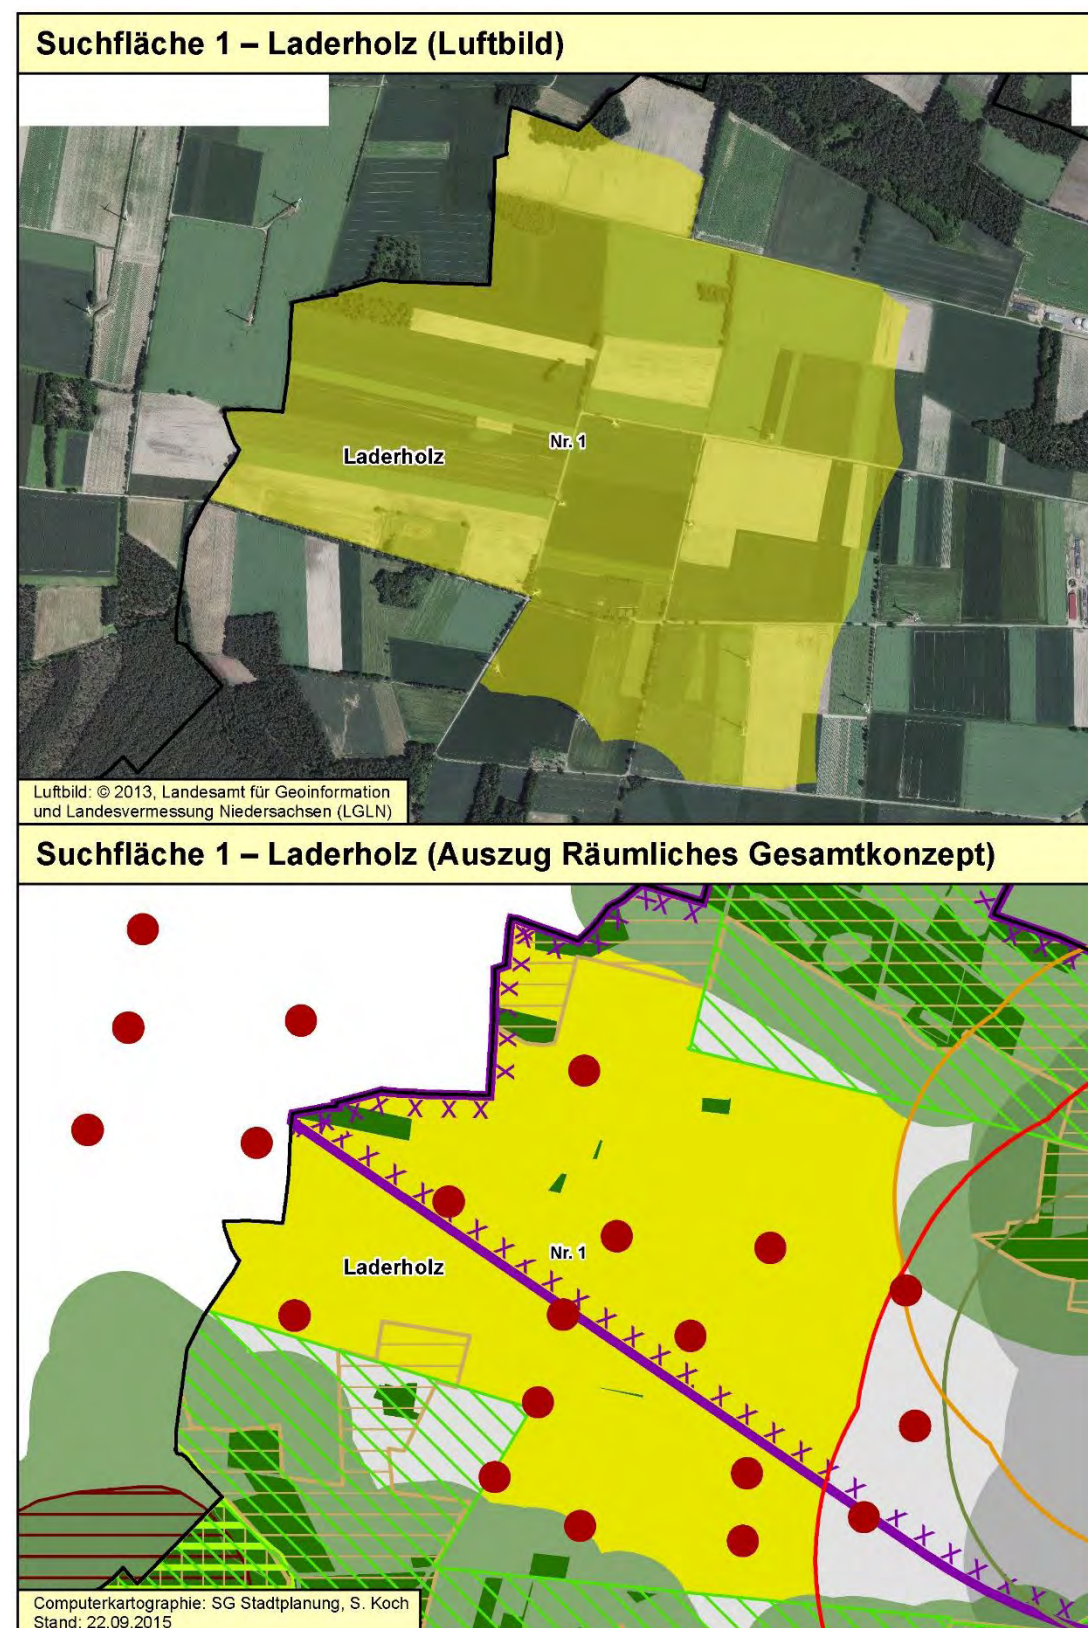 Suchfläche 1 – Laderholz (Luftbild)
Nr. 1
Laderholz
Luftbild: © 2013, Landesamt für Geoinformation
und Landesvermessung Niedersachsen (LGLN)
Suchfläche 1 – Laderholz (Auszug Räumliches Gesamtkonzept)
Nr. 1
Laderholz
Computerkartographie: SG Stadtplanung, S. Koch
Stand: 22.09.2015